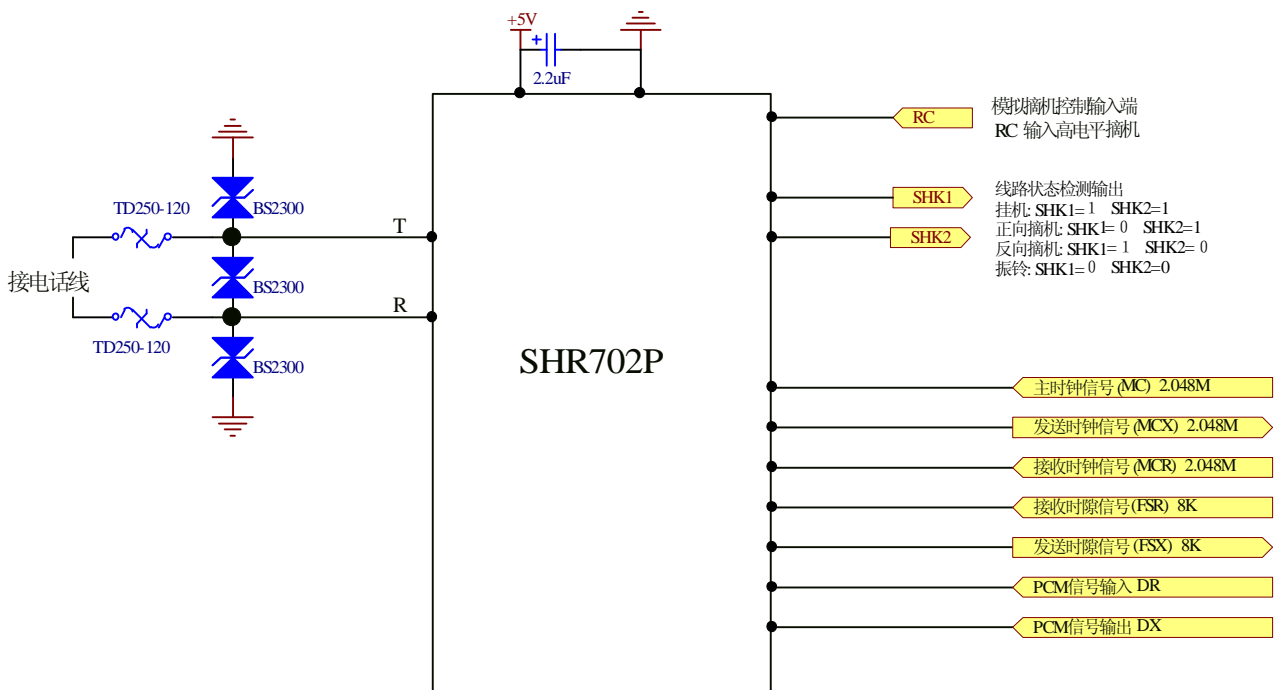 +5V
+
2.2uF
RC
模拟摘机控制输入端
RC 输入高电平摘机
TD250-120
BS2300
T
SHK1
SHK2
线路状态检测输出
挂机: SHK1= 1 SHK2=1
正向摘机: SHK1= 0 SHK2=1
反向摘机: SHK1= 1 SHK2= 0
振铃: SHK1= 0 SHK2=0
接电话线
BS2300
R
TD250-120
BS2300
SHR702P
主时钟信号 (MC) 2.048M
发送时钟信号 (MCX) 2.048M
接收时钟信号 (MCR) 2.048M
接收时隙信号 (FSR) 8K
发送时隙信号 (FSX) 8K
PCM信号输入 DR
PCM信号输出 DX